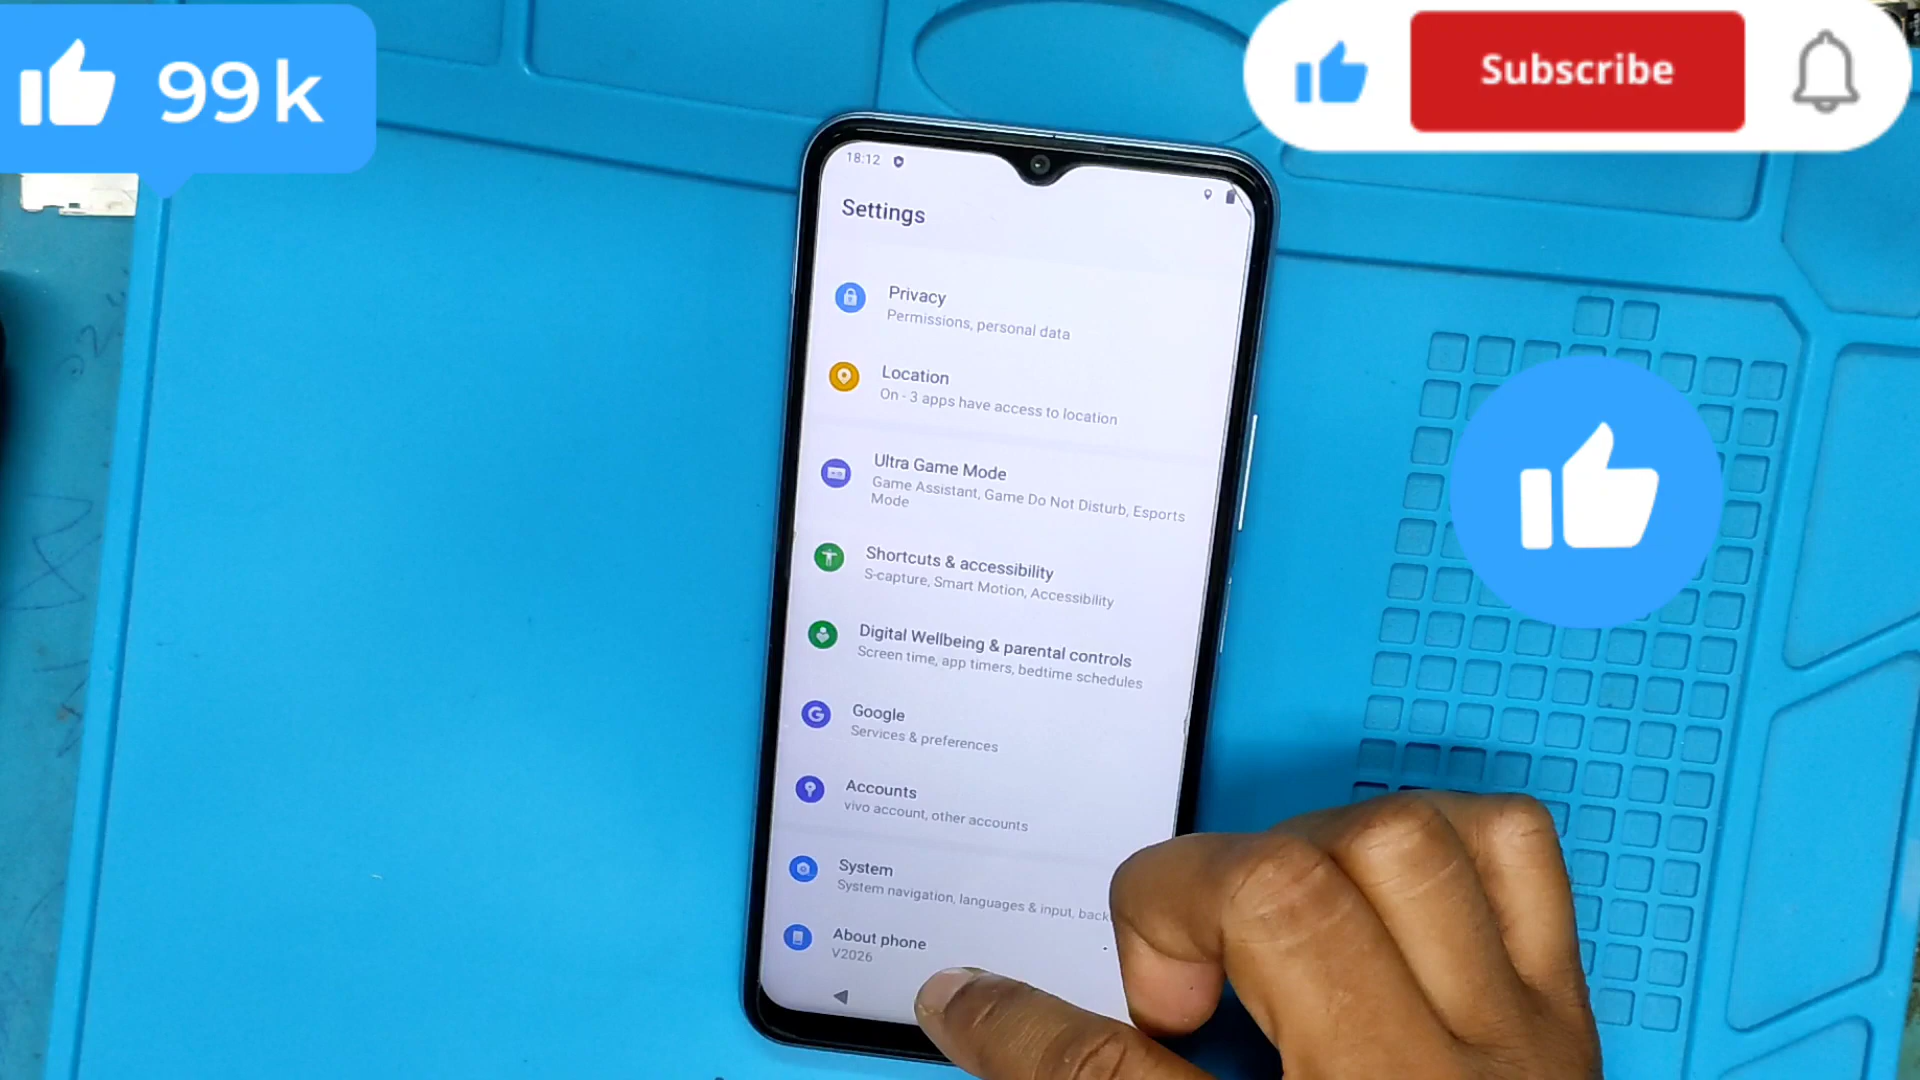 99k
Subscribe
18:12
Settings
Privacy
Permissions, personal data
Location
On - 3 apps have access to location
Ultra Game Mode
Game Assistant, Game Do Not Disturb, Esports
Mode
Shortcuts & accessibility
S-capture, Smart Motion, Accessibility
Digital Wellbeing & parental controls
Screen time, app timers, bedtime schedules
Google
Services & preferences
Accounts
vivo account, other accounts
System
System navigation, languages & input, back
About phone
V2026